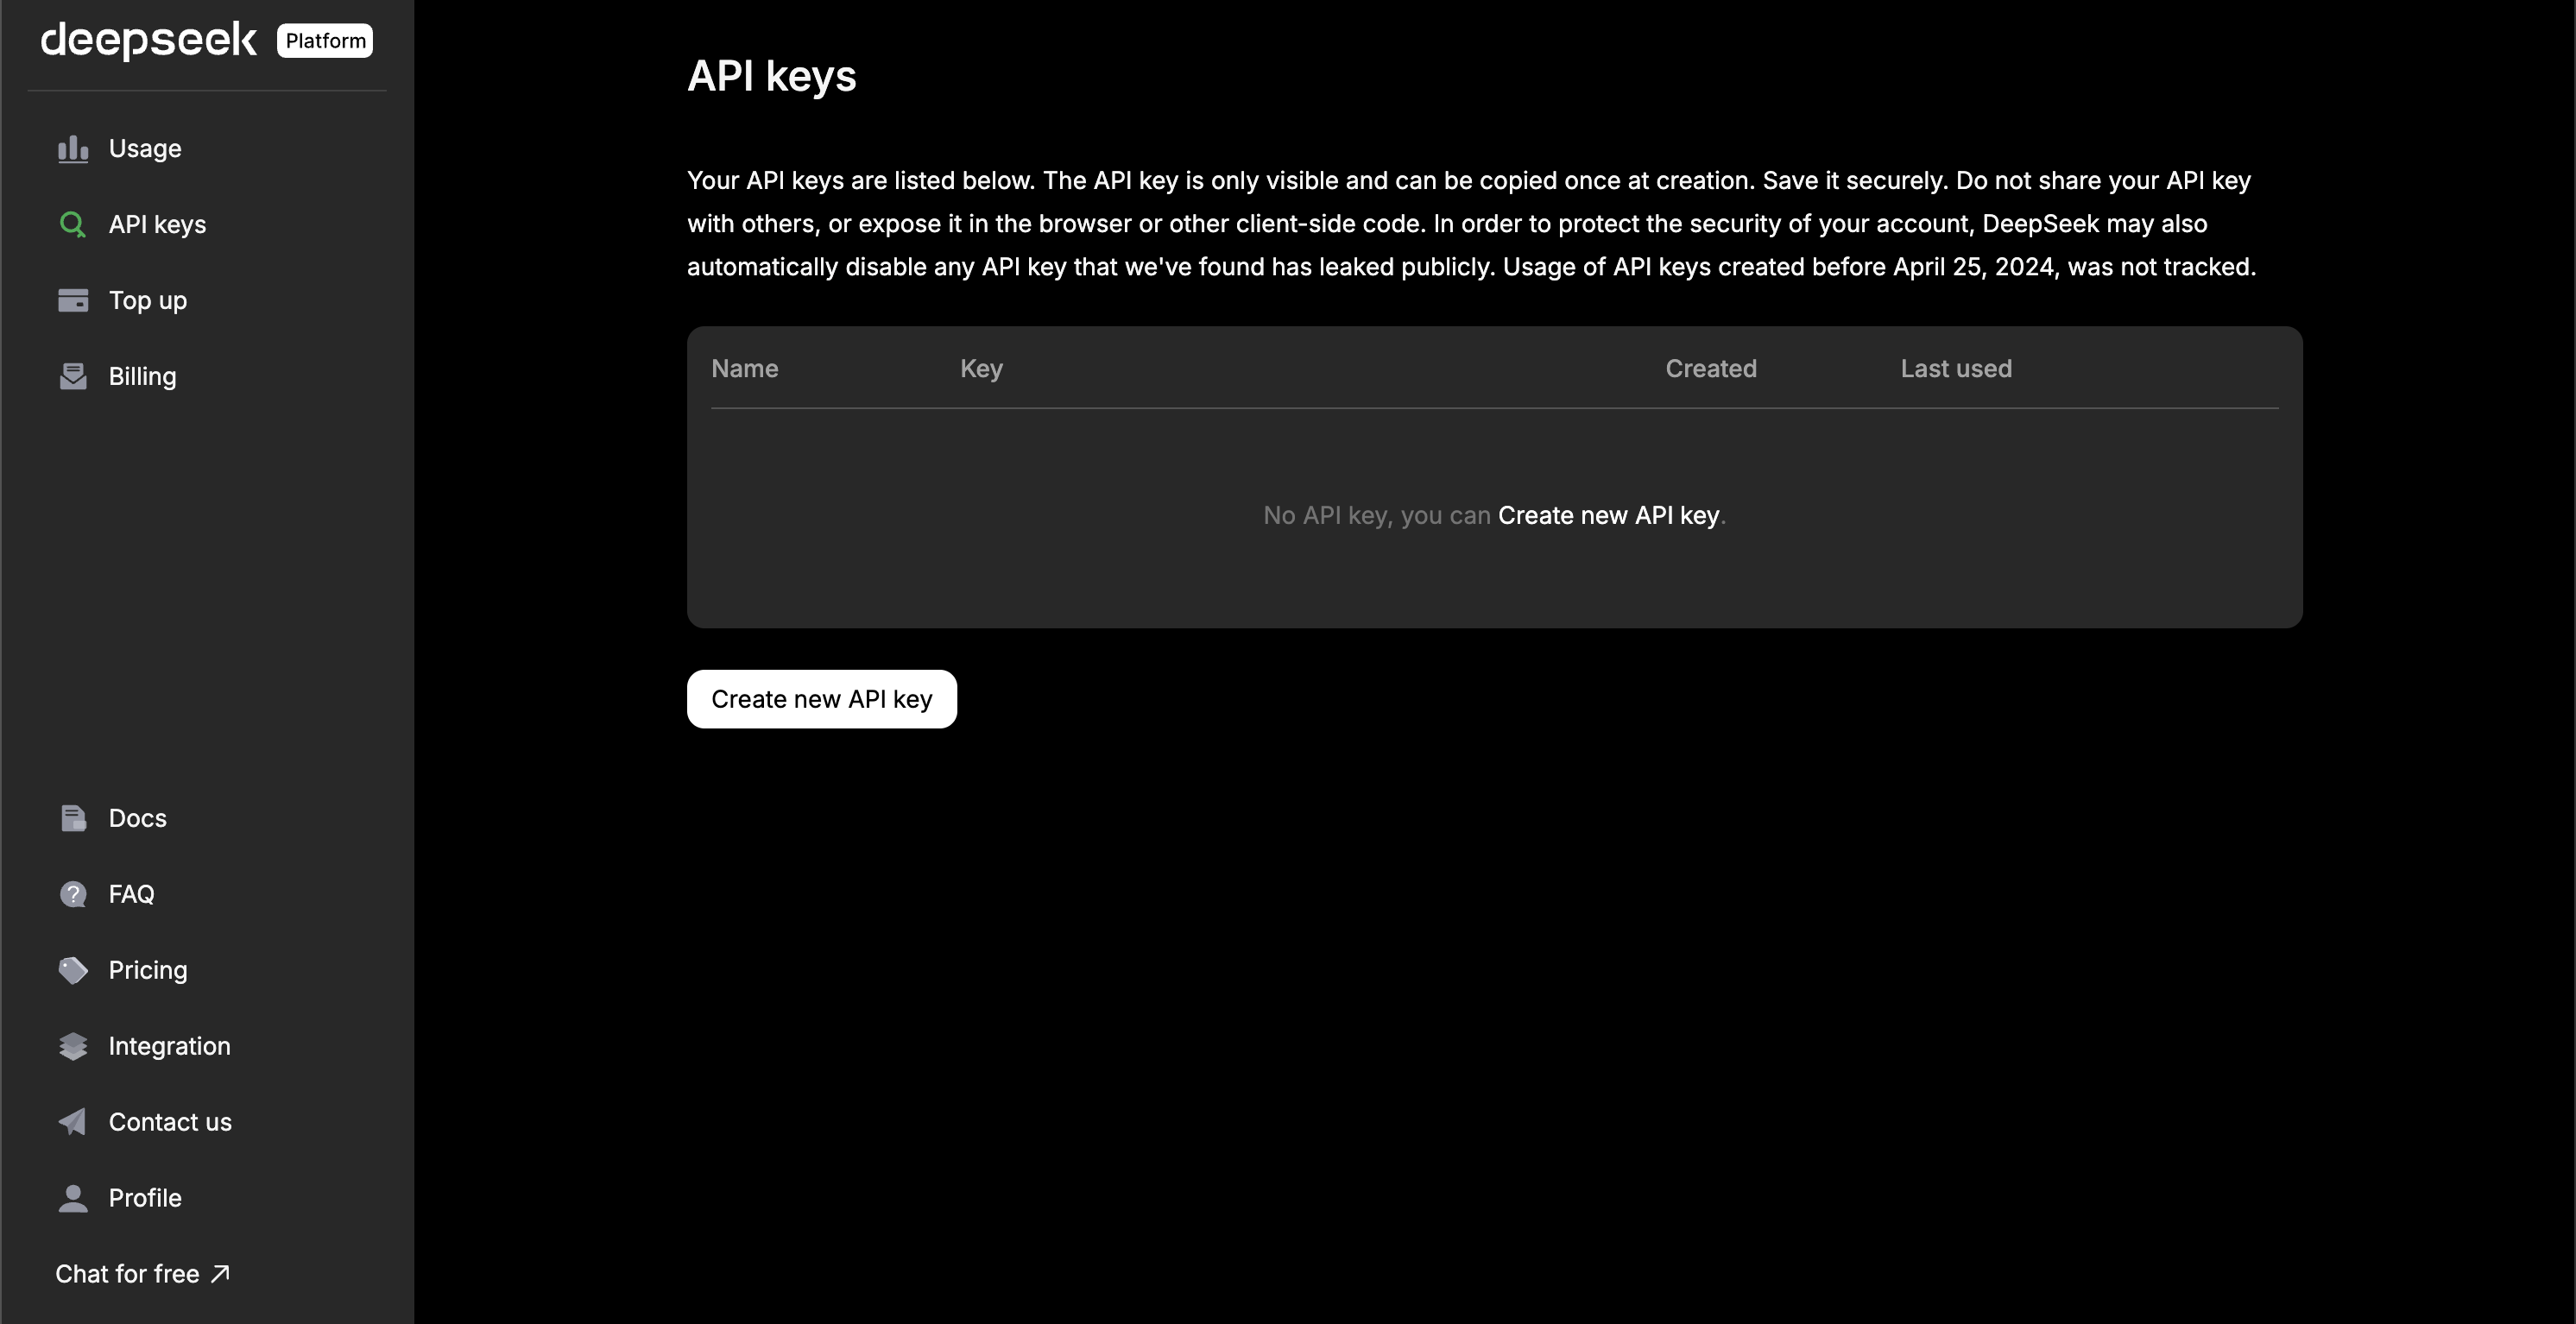 deepseek Platform
Usage
API keys
Top up
Billing
Docs
FAQ
Pricing
Integration
Contact us
Profile
Chat for free
API keys
Your API keys are listed below. The API key is only visible and can be copied once at creation. Save it securely. Do not share your API key
with others, or expose it in the browser or other client-side code. In order to protect the security of your account, DeepSeek may also
automatically disable any API key that we've found has leaked publicly. Usage of API keys created before April 25, 2024, was not tracked.
Name Key Created Last used
No API key, you can Create new API key.
Create new API key